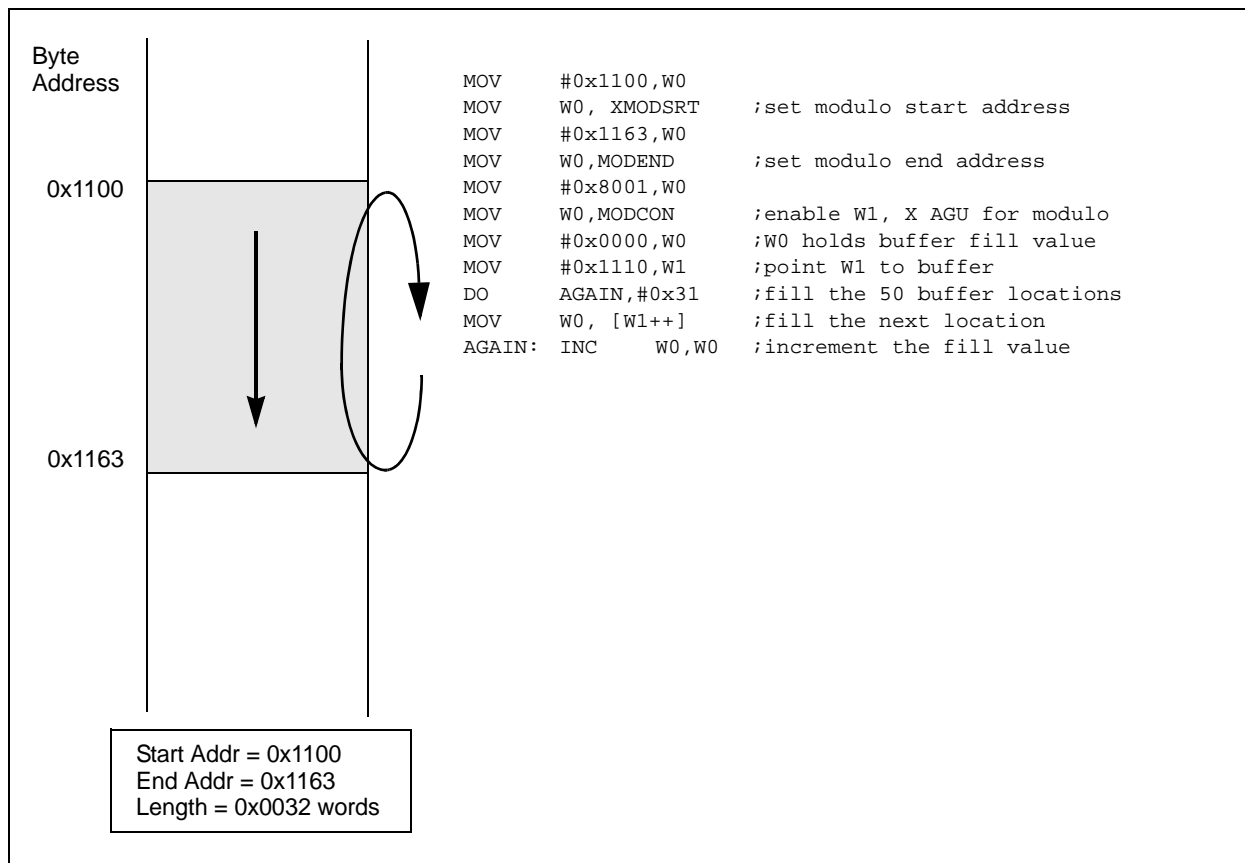 Byte
Address
0x1100
0x1163
MOV #0x1100,W0
MOV W0, XMODSRT ;set modulo start address
MOV #0x1163,W0
MOV W0,MODEND ;set modulo end address
MOV #0x8001,W0
MOV W0,MODCON ;enable W1, X AGU for modulo
MOV #0x0000,W0 ;W0 holds buffer fill value
MOV #0x1110,W1 ;point W1 to buffer
DO AGAIN,#0x31 ;fill the 50 buffer locations
MOV W0, [W1++] ;fill the next location
AGAIN: INC W0,W0 ;increment the fill value
Start Addr = 0x1100
End Addr = 0x1163
Length = 0x0032 words